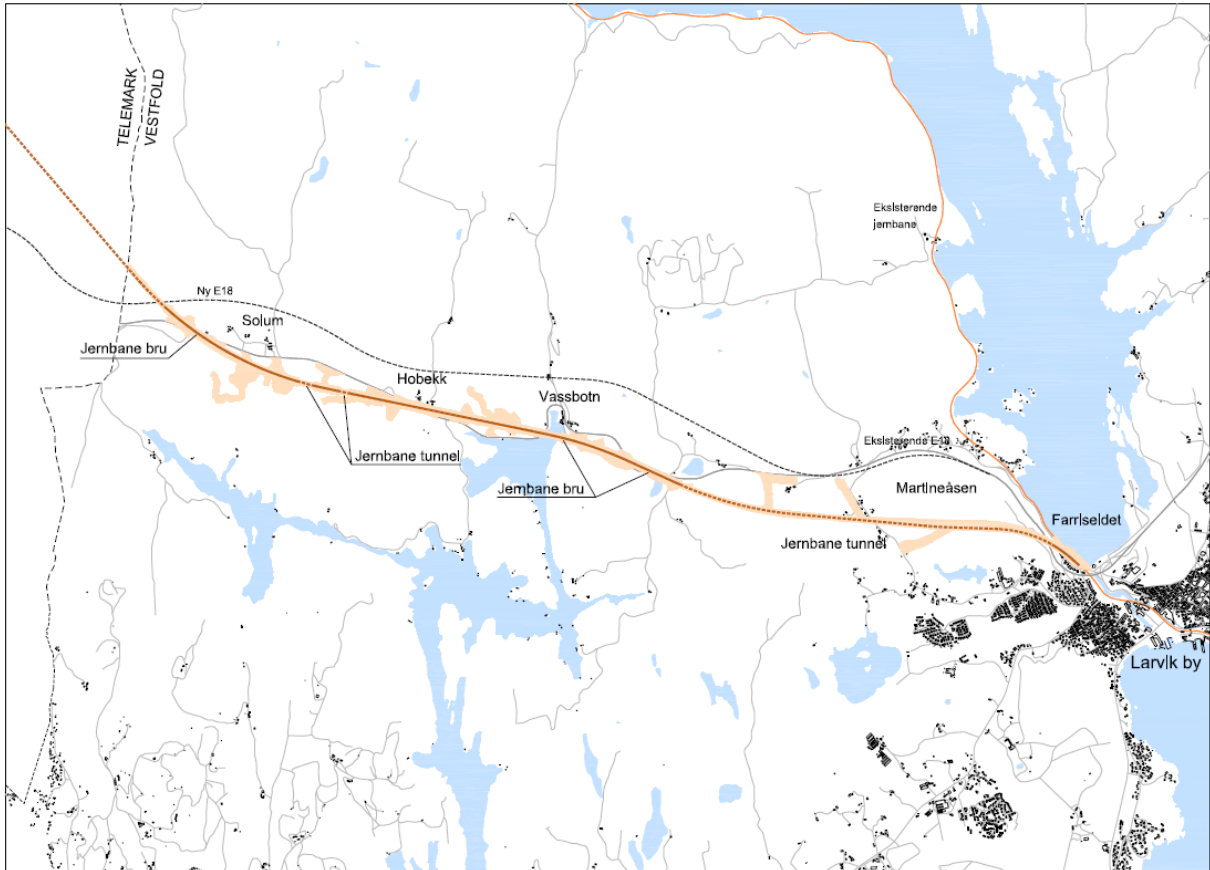 TELEMARK
VESTFOLD
Eksisterende
jernbane
Ny E18
Solum
Jernbane bru
Hobekk
Vassbotn
Jernbane tunnel
Jernbane bru
Eksisterende E18
Martineåsen
Farriseidet
Jernbane tunnel
Larvik by